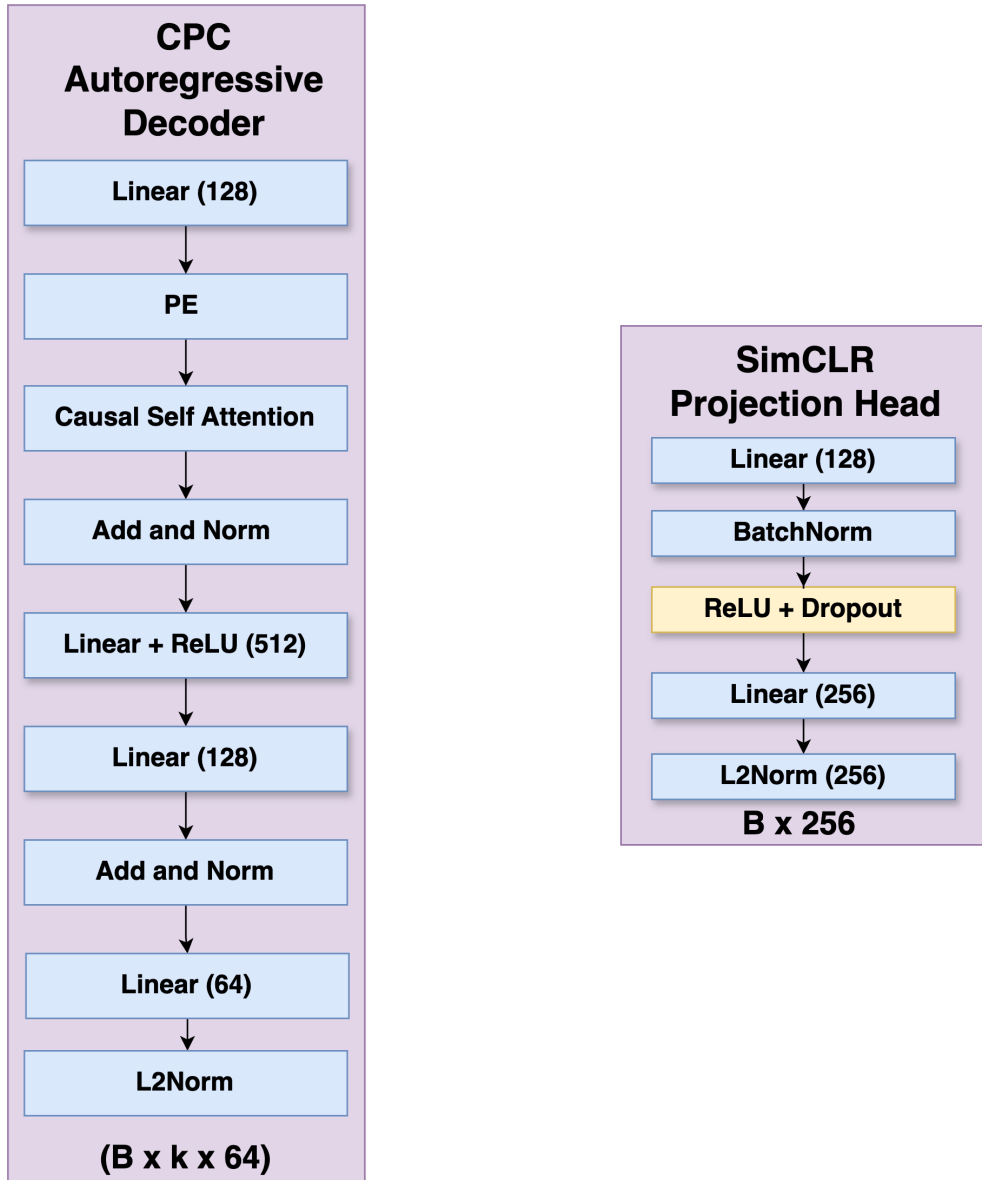 CPC
Autoregressive
Decoder
Linear (128)
PE
Causal Self Attention
Add and Norm
Linear + ReLU (512)
Linear (128)
Add and Norm
Linear (64)
L2Norm
(B x k x 64)
SimCLR
Projection Head
Linear (128)
BatchNorm
ReLU + Dropout
Linear (256)
L2Norm (256)
B x 256